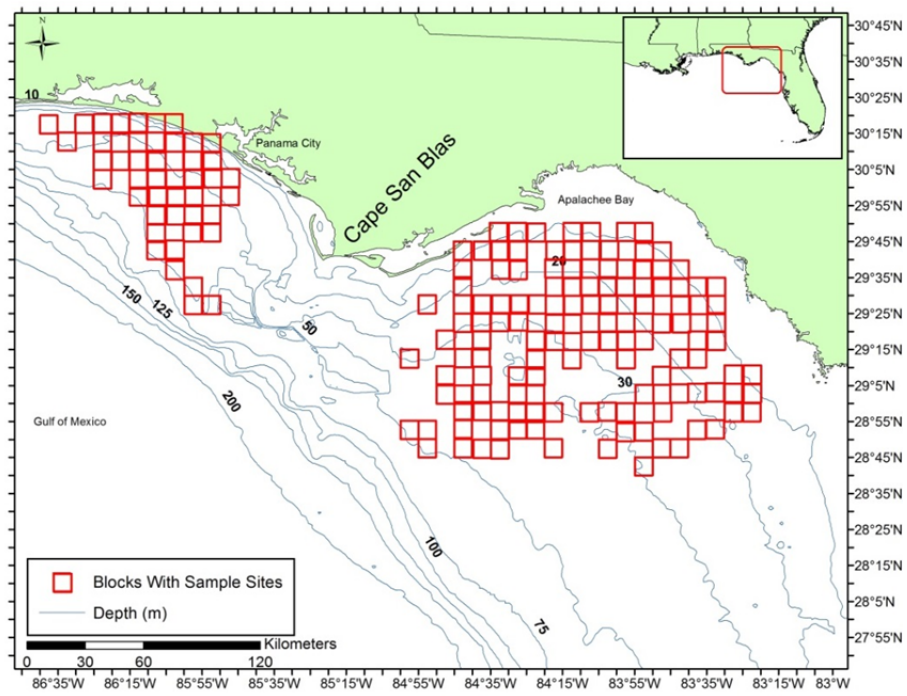 N
10
Panama City
Cape San Blas
Apalachee Bay
20
150
125
50
30
200
Gulf of Mexico
100
75
Blocks With Sample Sites
Depth (m)
Kilometers
0 30 60 120
30°45'N
30°35'N
30°25'N
30°15'N
30°5'N
29°55'N
29°45'N
29°35'N
29°25'N
29°15'N
29°5'N
28°55'N
28°45'N
28°35'N
28°25'N
28°15'N
28°5'N
27°55'N
86°35'W 86°15'W 85°55'W 85°35'W 85°15'W 84°55'W 84°35'W 84°15'W 83°55'W 83°35'W 83°15'W 83°W